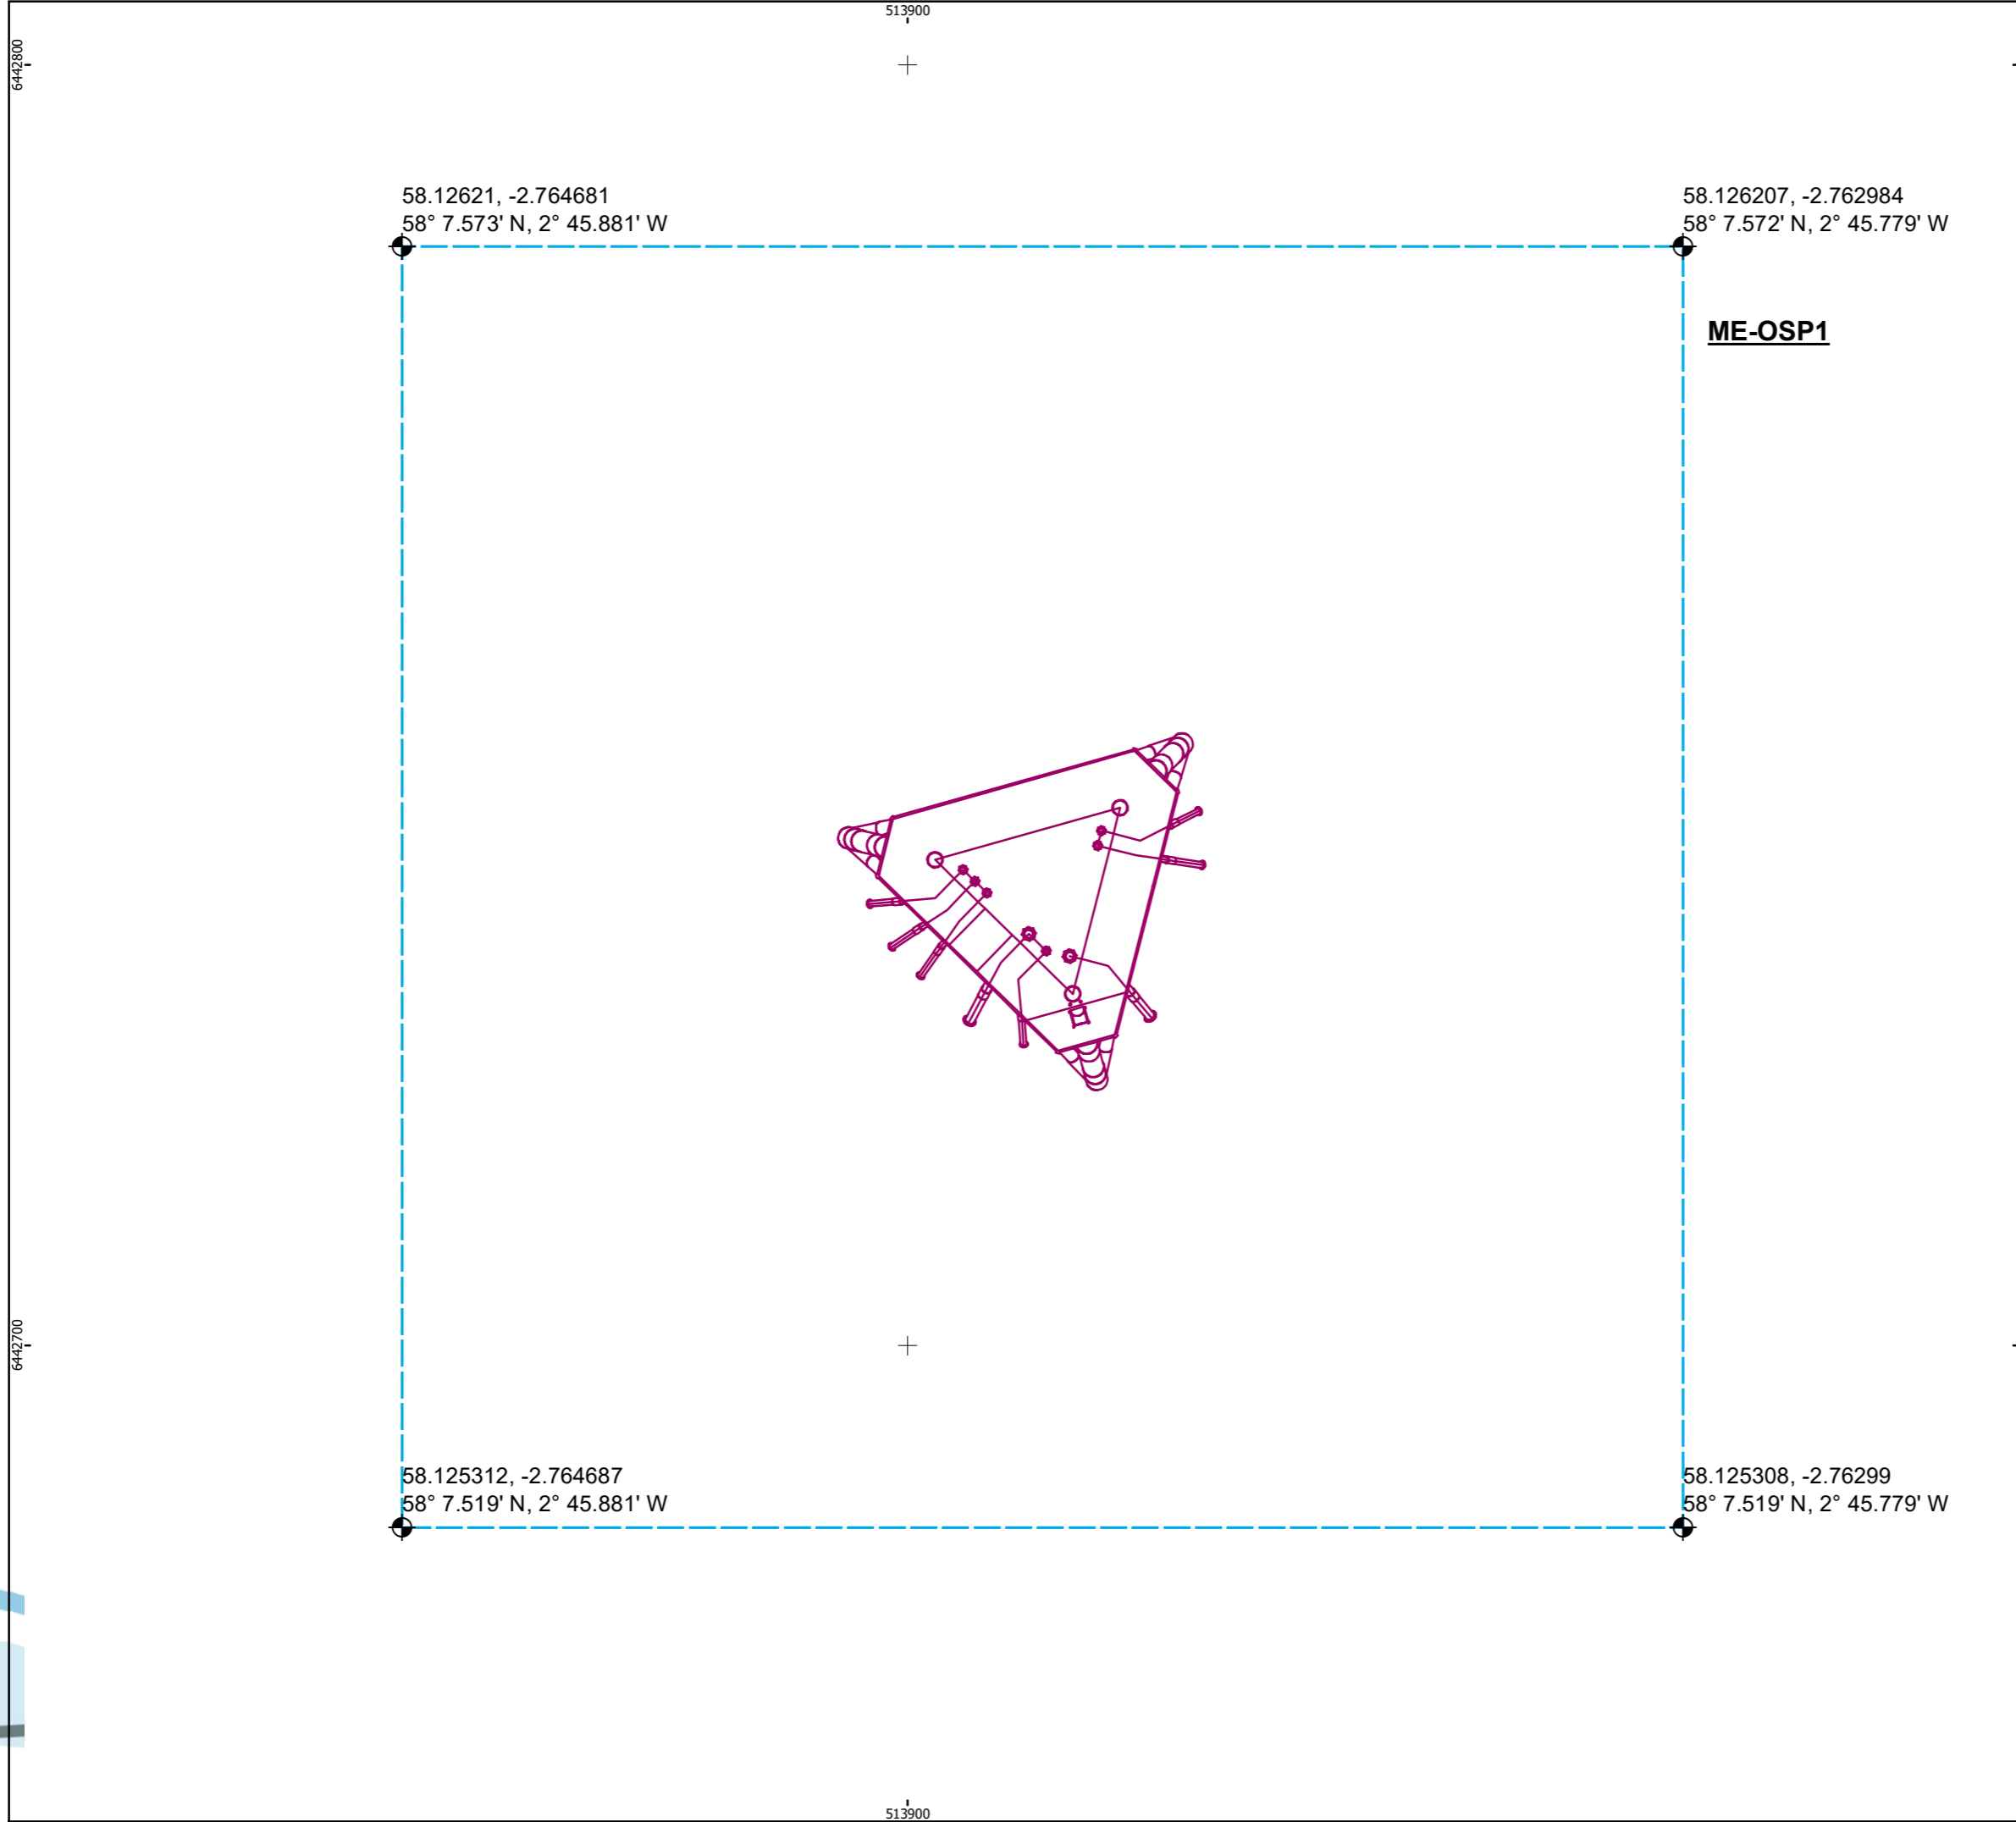 513900
6442800
58.12621, -2.764681
58° 7.573' N, 2° 45.881' W
58.126207, -2.762984
58° 7.572' N, 2° 45.779' W
ME-OSP1
6442700
58.125312, -2.764687
58° 7.519' N, 2° 45.881' W
58.125308, -2.76299
58° 7.519' N, 2° 45.779' W
513900